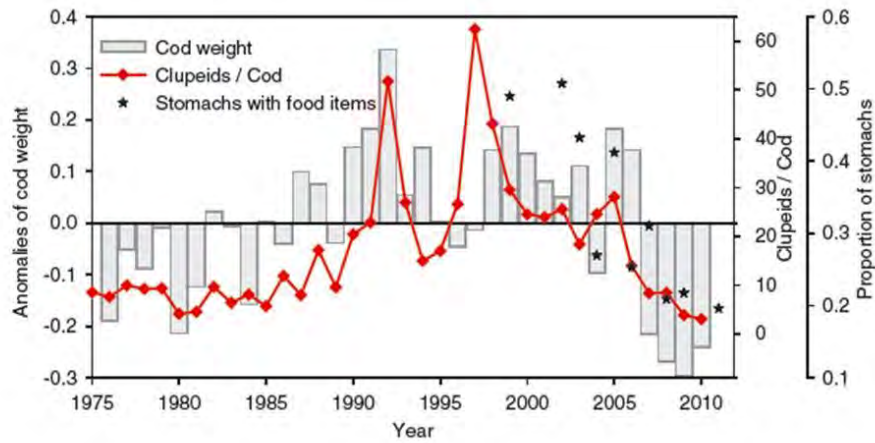 0.4
0.3
0.2
0.1
0.0
-0.1
-0.2
-0.3
Anomalies of cod weight
Cod weight
Clupeids / Cod
Stomachs with food items
60
50
40
30
20
10
0
Clupeids / Cod
0.6
0.5
0.4
0.3
0.2
0.1
Proportion of stomachs
1975 1980 1985 1990 1995 2000 2005 2010
Year